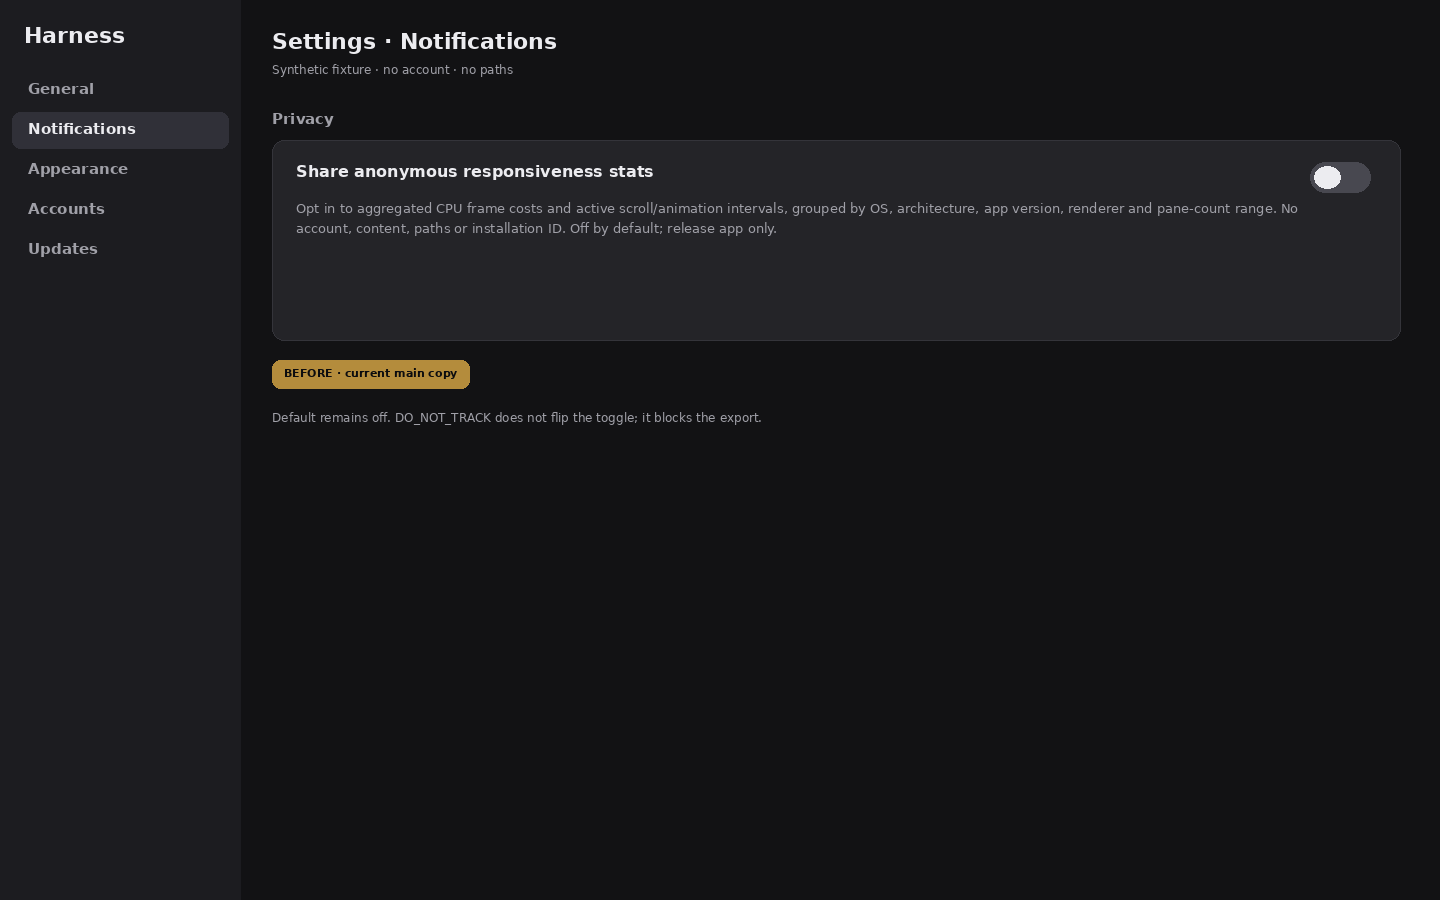 Harness
General
Notifications
Appearance
Accounts
Updates
Settings · Notifications
Synthetic fixture · no account · no paths
Privacy
Share anonymous responsiveness stats
Opt in to aggregated CPU frame costs and active scroll/animation intervals, grouped by OS, architecture, app version, renderer and pane-count range. No
account, content, paths or installation ID. Off by default; release app only.
BEFORE · current main copy
Default remains off. DO_NOT_TRACK does not flip the toggle; it blocks the export.